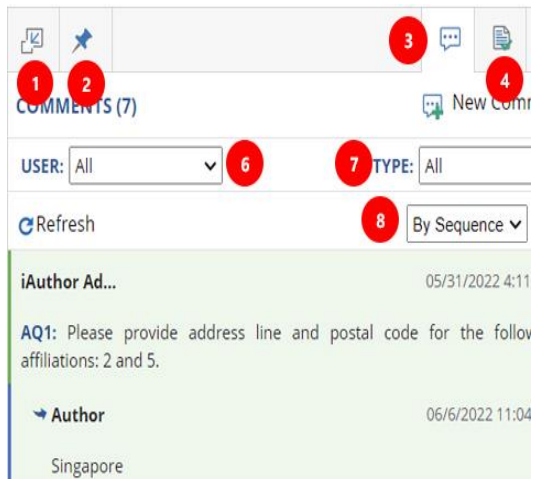 3
1 2 4
COMMENTS (7) New Comm
USER: All 6 7 TYPE: All
Refresh 8 By Sequence
iAuthor Ad... 05/31/2022 4:11
AQ1: Please provide address line and postal code for the follow
affiliations: 2 and 5.
Author 06/6/2022 11:04
Singapore